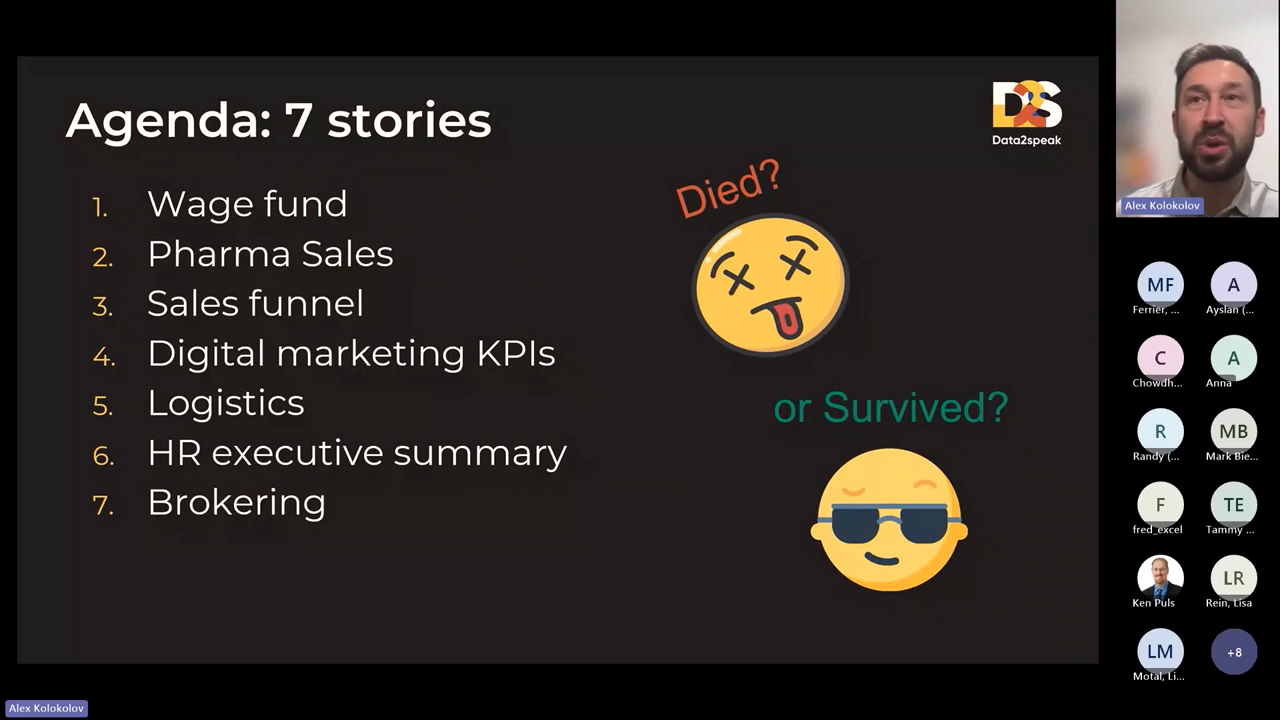 Agenda: 7 stories
D2S
Data2speak
1. Wage fund
2. Pharma Sales
3. Sales funnel
4. Digital marketing KPIs
5. Logistics
6. HR executive summary
7. Brokering
Died?
or Survived?
Alex Kolokolov
MF
Ferrier, ...
A
Ayslan (...
C
Chowdh...
A
Anna
R
Randy (...
MB
Mark Bie...
F
fred_excel
TE
Tammy ...
Ken Puls
LR
Rein, Lisa
LM
Motal, Li...
+8
Alex Kolokolov